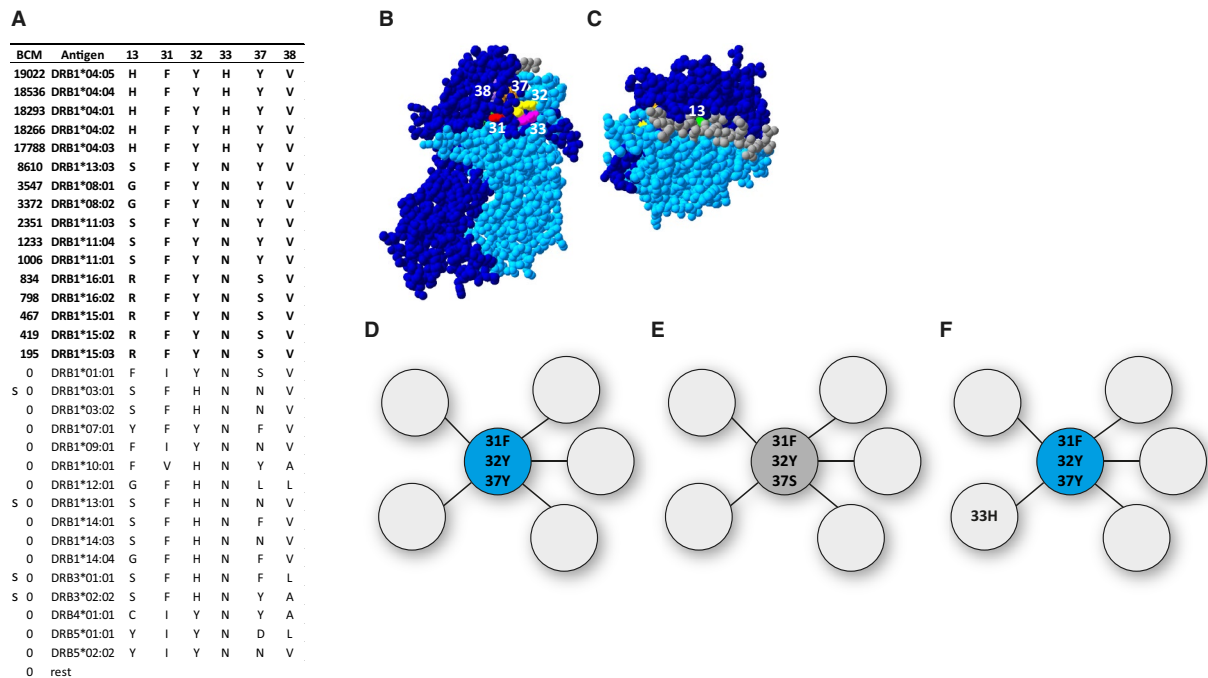 A
BCM Antigen 13 31 32 33 37 38
19022 DRB1*04:05 H F Y H Y V
18536 DRB1*04:04 H F Y H Y V
18293 DRB1*04:01 H F Y H Y V
18266 DRB1*04:02 H F Y H Y V
17788 DRB1*04:03 H F Y H Y V
8610 DRB1*13:03 S F Y N Y V
3547 DRB1*08:01 G F Y N Y V
3372 DRB1*08:02 G F Y N Y V
2351 DRB1*11:03 S F Y N Y V
1233 DRB1*11:04 S F Y N Y V
1006 DRB1*11:01 S F Y N Y V
834 DRB1*16:01 R F Y N S V
798 DRB1*16:02 R F Y N S V
467 DRB1*15:01 R F Y N S V
419 DRB1*15:02 R F Y N S V
195 DRB1*15:03 R F Y N S V
0 DRB1*01:01 F I Y N S V
S 0 DRB1*03:01 S F H N N V
0 DRB1*03:02 S F H N N V
0 DRB1*07:01 Y F Y N F V
0 DRB1*09:01 F I Y N N V
0 DRB1*10:01 F V H N Y A
0 DRB1*12:01 G F H N L L
S 0 DRB1*13:01 S F H N N V
0 DRB1*14:01 S F H N F V
0 DRB1*14:03 S F H N N V
0 DRB1*14:04 G F H N F V
S 0 DRB3*01:01 S F H N F L
S 0 DRB3*02:02 S F H N Y A
0 DRB4*01:01 C I Y N Y A
0 DRB5*01:01 Y I Y N D L
0 DRB5*02:02 Y I Y N N V
0 rest
B
38 37 32
31 33
C
13
D
31F
32Y
37Y
E
31F
32Y
37S
F
31F
32Y
37Y
33H